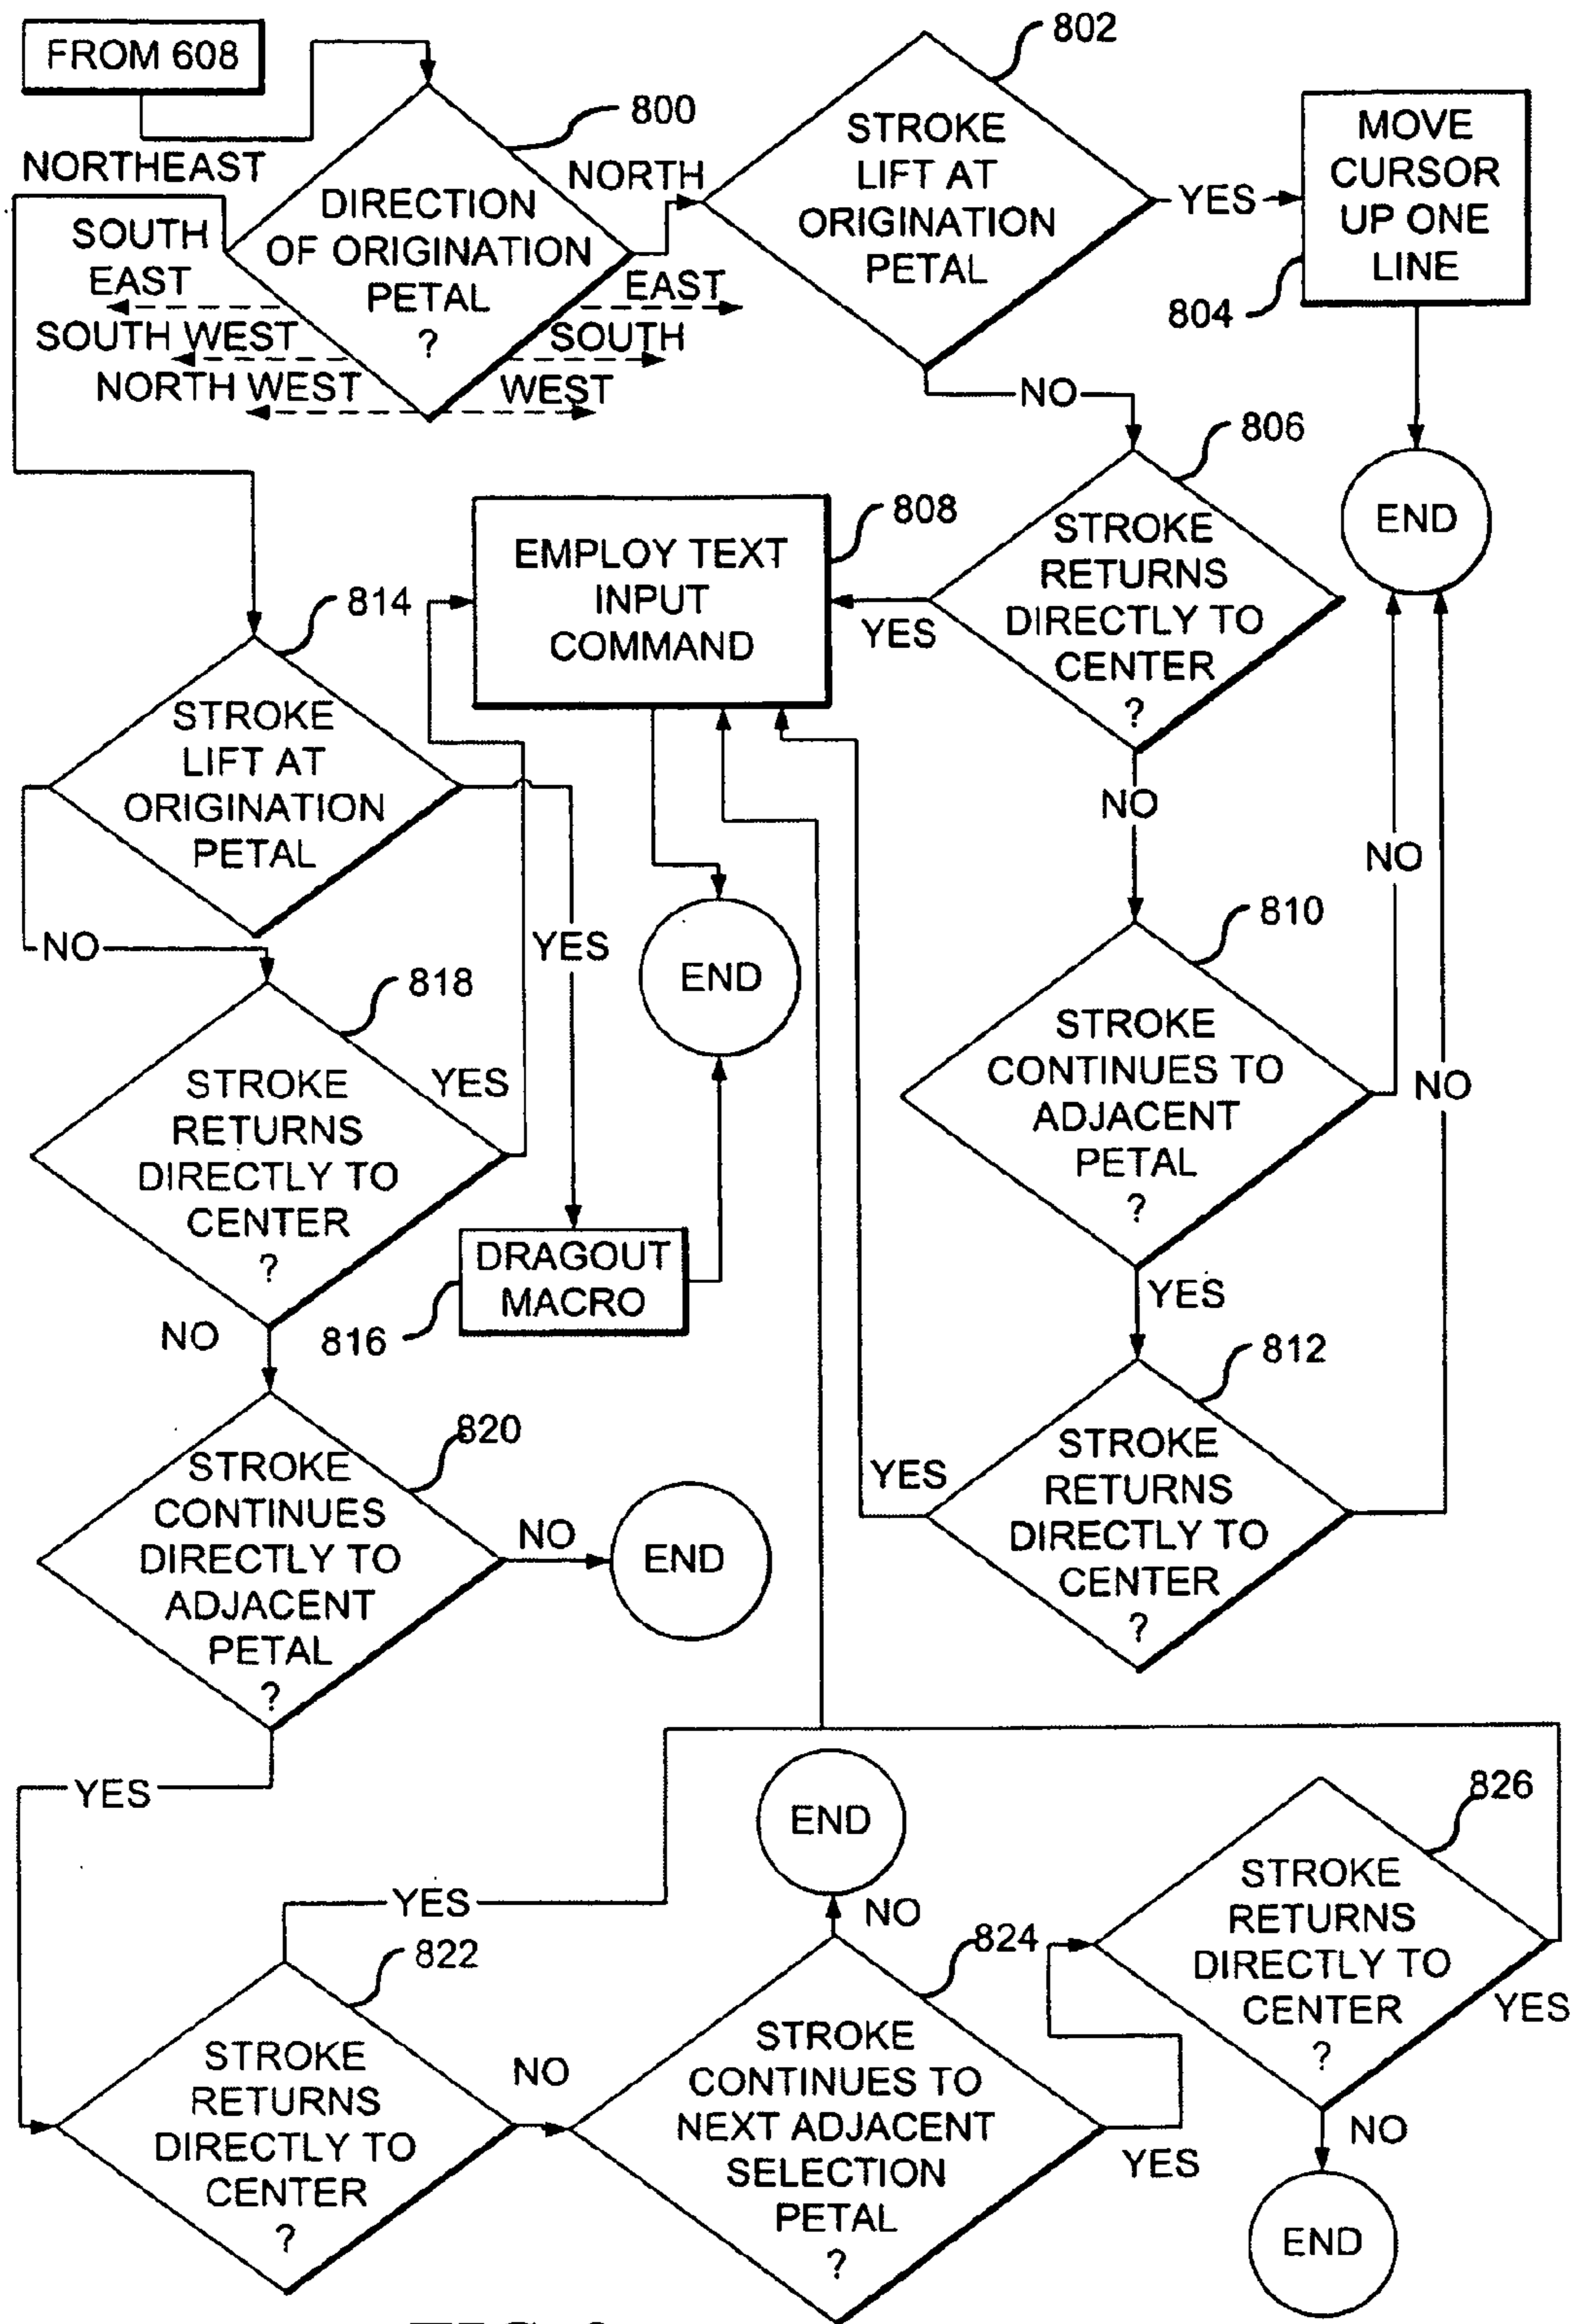 FROM 608
800
802
NORTHEAST
NORTH
DIRECTION
OF ORIGINATION
PETAL
?
SOUTH
EAST
SOUTH WEST
NORTH WEST
EAST
SOUTH
WEST
STROKE
LIFT AT
ORIGINATION
PETAL
YES
MOVE
CURSOR
UP ONE
LINE
804
NO
806
END
STROKE
RETURNS
DIRECTLY TO
CENTER
?
YES
808
EMPLOY TEXT
INPUT
COMMAND
NO
NO
NO
814
STROKE
LIFT AT
ORIGINATION
PETAL
YES
NO
END
810
STROKE
CONTINUES TO
ADJACENT
PETAL
?
YES
818
STROKE
RETURNS
DIRECTLY TO
CENTER
?
YES
NO
DRAGOUT
MACRO
816
812
STROKE
RETURNS
DIRECTLY TO
CENTER
?
YES
820
STROKE
CONTINUES
DIRECTLY TO
ADJACENT
PETAL
?
NO
END
YES
YES
822
STROKE
RETURNS
DIRECTLY TO
CENTER
?
NO
END
NO
824
STROKE
CONTINUES TO
NEXT ADJACENT
SELECTION
PETAL
?
YES
826
STROKE
RETURNS
DIRECTLY TO
CENTER
?
YES
NO
END